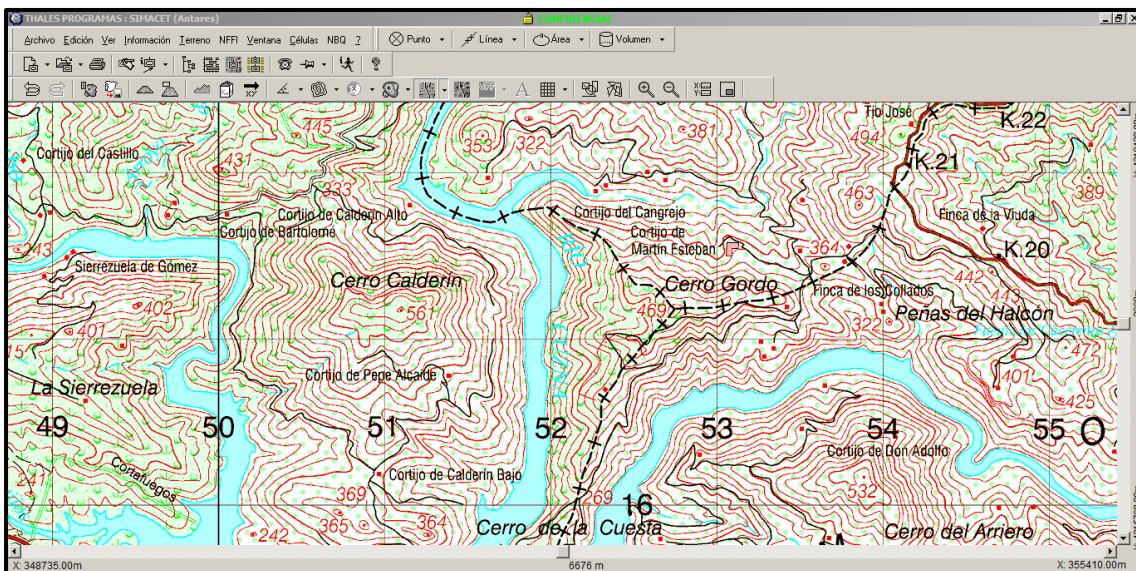 THALES PROGRAMAS : SIMACET (Antares)
CONFIDENCIAL
Archivo Edición Ver Información Terreno NFFI Ventana Células NBQ ?
Punto Línea Área Volumen
445
353
322
381
Tío José
494
K.22
Cortijo del Castillo
431
K.21
333
463
389
Cortijo de Calderín Alto
Cortijo del Cangrejo
Finca de la Viuda
Cortijo de Bartolomé
Cortijo de
Martín Esteban
364
K.20
Sierrezuela de Gómez
Cerro Calderín
Cerro Gordo
442
443
Finca de los Collados
402
561
469
322
Peñas del Halcón
401
472
Cortijo de Pepe Alcaide
La Sierrezuela
401
425
49 50 51 52 53 54 55 O
Cortijo de Don Adolfo
Cortafuegos
241
Cortijo de Calderín Bajo
369
269
16
365
364
242
Cerro de la Cuesta
Cerro del Arriero
X: 348735.00m
6676 m
X: 355410.00m